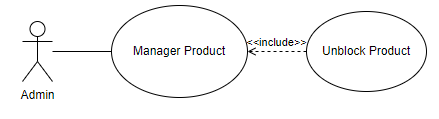 Manager Product
<<include>>
Unblock Product
Admin